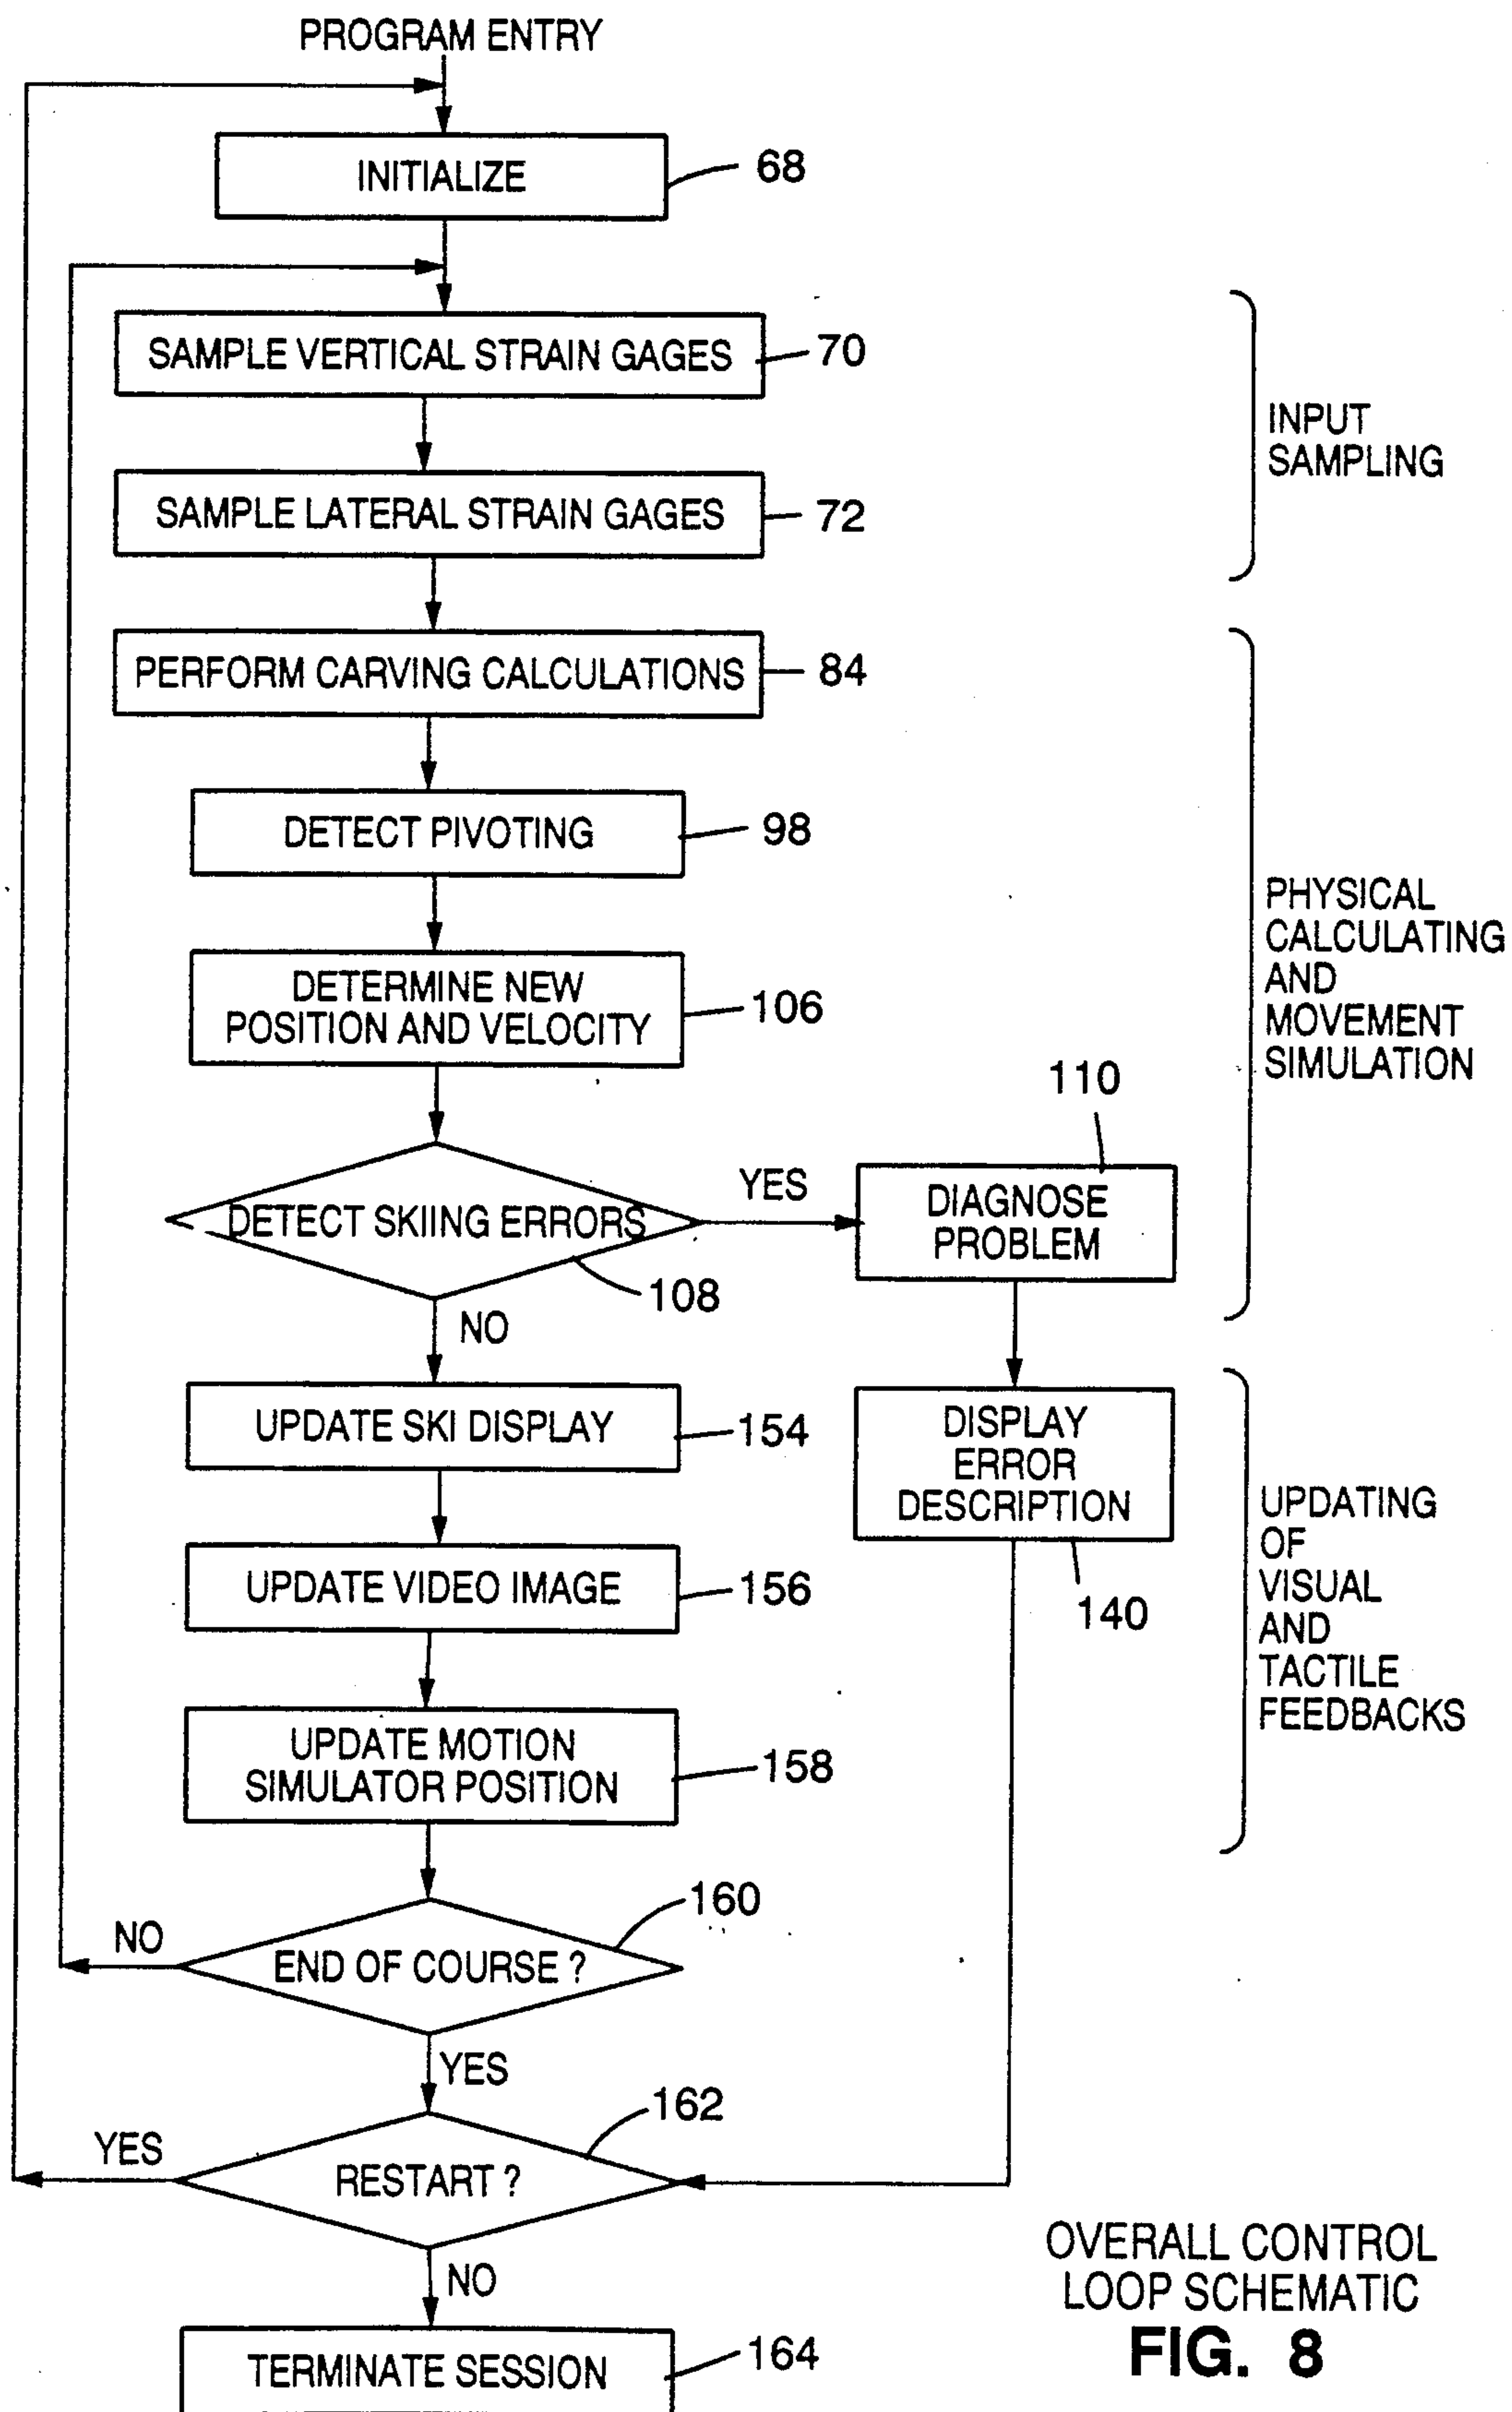 PROGRAM ENTRY
INITIALIZE
68
SAMPLE VERTICAL STRAIN GAGES
70
INPUT
SAMPLING
SAMPLE LATERAL STRAIN GAGES
72
PERFORM CARVING CALCULATIONS
84
DETECT PIVOTING
98
PHYSICAL
CALCULATING
AND
MOVEMENT
SIMULATION
DETERMINE NEW
POSITION AND VELOCITY
106
DETECT SKIING ERRORS
108
YES
110
DIAGNOSE
PROBLEM
NO
UPDATE SKI DISPLAY
154
DISPLAY
ERROR
DESCRIPTION
140
UPDATING
OF
VISUAL
AND
TACTILE
FEEDBACKS
UPDATE VIDEO IMAGE
156
UPDATE MOTION
SIMULATOR POSITION
158
END OF COURSE ?
160
NO
YES
RESTART ?
162
YES
NO
TERMINATE SESSION
164
OVERALL CONTROL
LOOP SCHEMATIC
FIG. 8